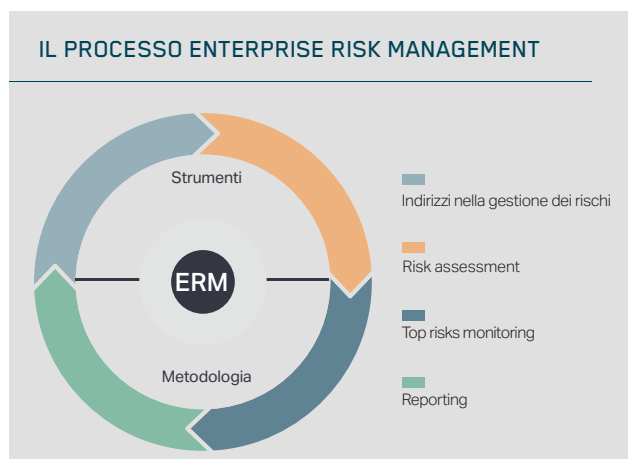 IL PROCESSO ENTERPRISE RISK MANAGEMENT
Strumenti
ERM
Metodologia
Indirizzi nella gestione dei rischi
Risk assessment
Top risks monitoring
Reporting